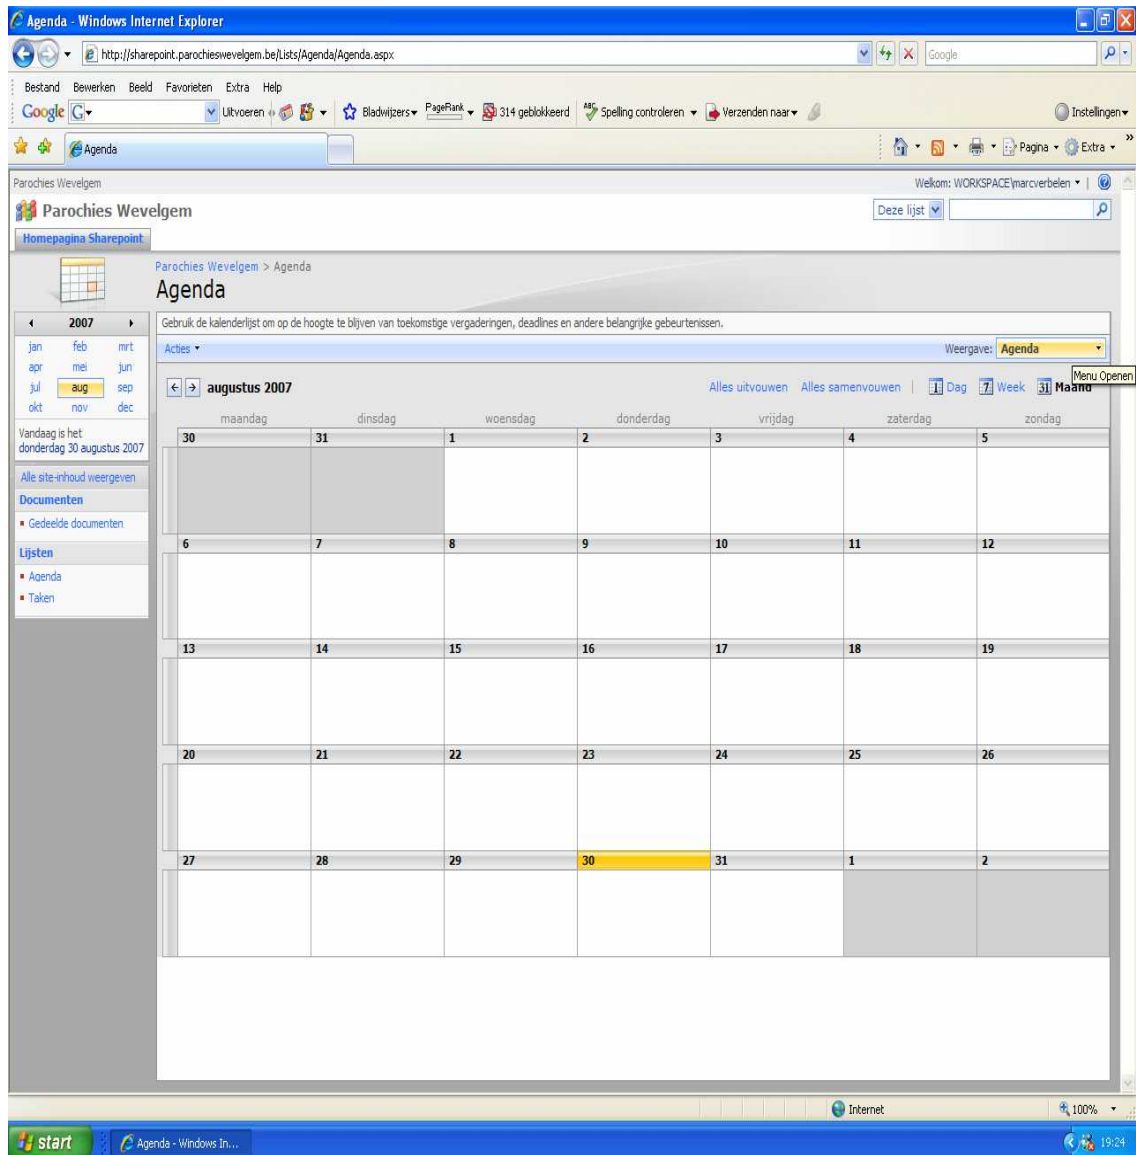 Agenda - Windows Internet Explorer
http://sharepoint.parochieswevelgem.be/Lists/Agenda/Agenda.aspx
Google
Bestand Bewerken Beeld Favorieten Extra Help
Google G Uitvoeren Bladwijzers PageRank 314 geblokkeerd ABC Spelling controleren Verzenden naar Instellingen
Agenda Pagina Extra »
Parochies Wevelgem Welkom: WORKSPACE\marcverbelen
Parochies Wevelgem Deze lijst
Homepagina Sharepoint
Parochies Wevelgem > Agenda
Agenda
2007
jan feb mrt
apr mei jun
jul aug sep
okt nov dec
Vandaag is het
donderdag 30 augustus 2007
Alle site-inhoud weergeven
Documenten
Gedeelde documenten
Lijsten
Agenda
Taken
Gebruik de kalenderlijst om op de hoogte te blijven van toekomstige vergaderingen, deadlines en andere belangrijke gebeurtenissen.
Acties Weergave: Agenda
Menu Openen
augustus 2007 Alles uitvouwen Alles samenvouwen | 1 Dag 7 Week 31 Maand
maandag dinsdag woensdag donderdag vrijdag zaterdag zondag
30 31 1 2 3 4 5
6 7 8 9 10 11 12
13 14 15 16 17 18 19
20 21 22 23 24 25 26
27 28 29 30 31 1 2
Internet 100%
start Agenda - Windows In... 19:24